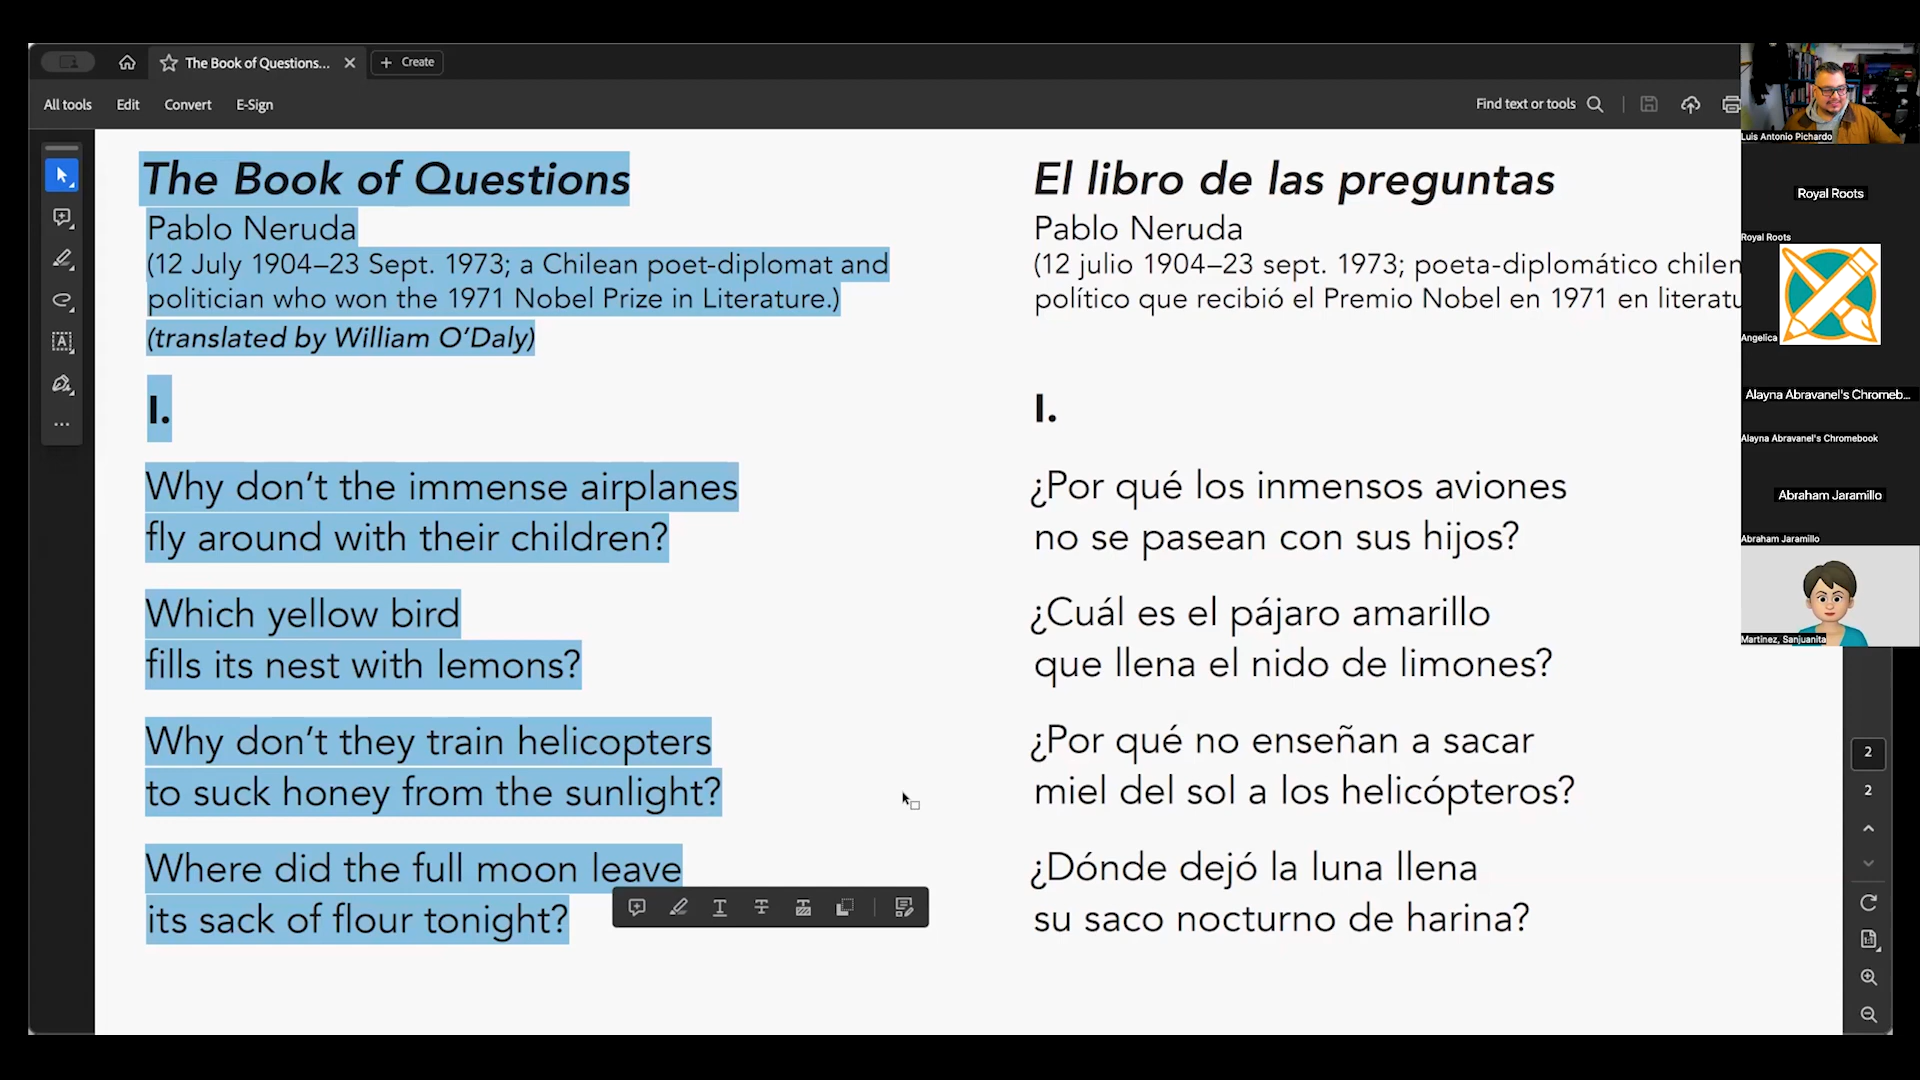 The Book of Questions...
Create
All tools Edit Convert E-Sign
Find text or tools
The Book of Questions
Pablo Neruda
(12 July 1904–23 Sept. 1973; a Chilean poet-diplomat and
politician who won the 1971 Nobel Prize in Literature.)
(translated by William O’Daly)
I.
Why don’t the immense airplanes
fly around with their children?
Which yellow bird
fills its nest with lemons?
Why don’t they train helicopters
to suck honey from the sunlight?
Where did the full moon leave
its sack of flour tonight?
El libro de las preguntas
Pablo Neruda
(12 julio 1904–23 sept. 1973; poeta-diplomático chilen
político que recibió el Premio Nobel en 1971 en literatu
I.
¿Por qué los inmensos aviones
no se pasean con sus hijos?
¿Cuál es el pájaro amarillo
que llena el nido de limones?
¿Por qué no enseñan a sacar
miel del sol a los helicópteros?
¿Dónde dejó la luna llena
su saco nocturno de harina?
Luis Antonio Pichardo
Royal Roots
Royal Roots
Angelica
Alayna Abravanel's Chromeb...
Alayna Abravanel's Chromebook
Abraham Jaramillo
Abraham Jaramillo
Martinez, Sanjuanita
2
2